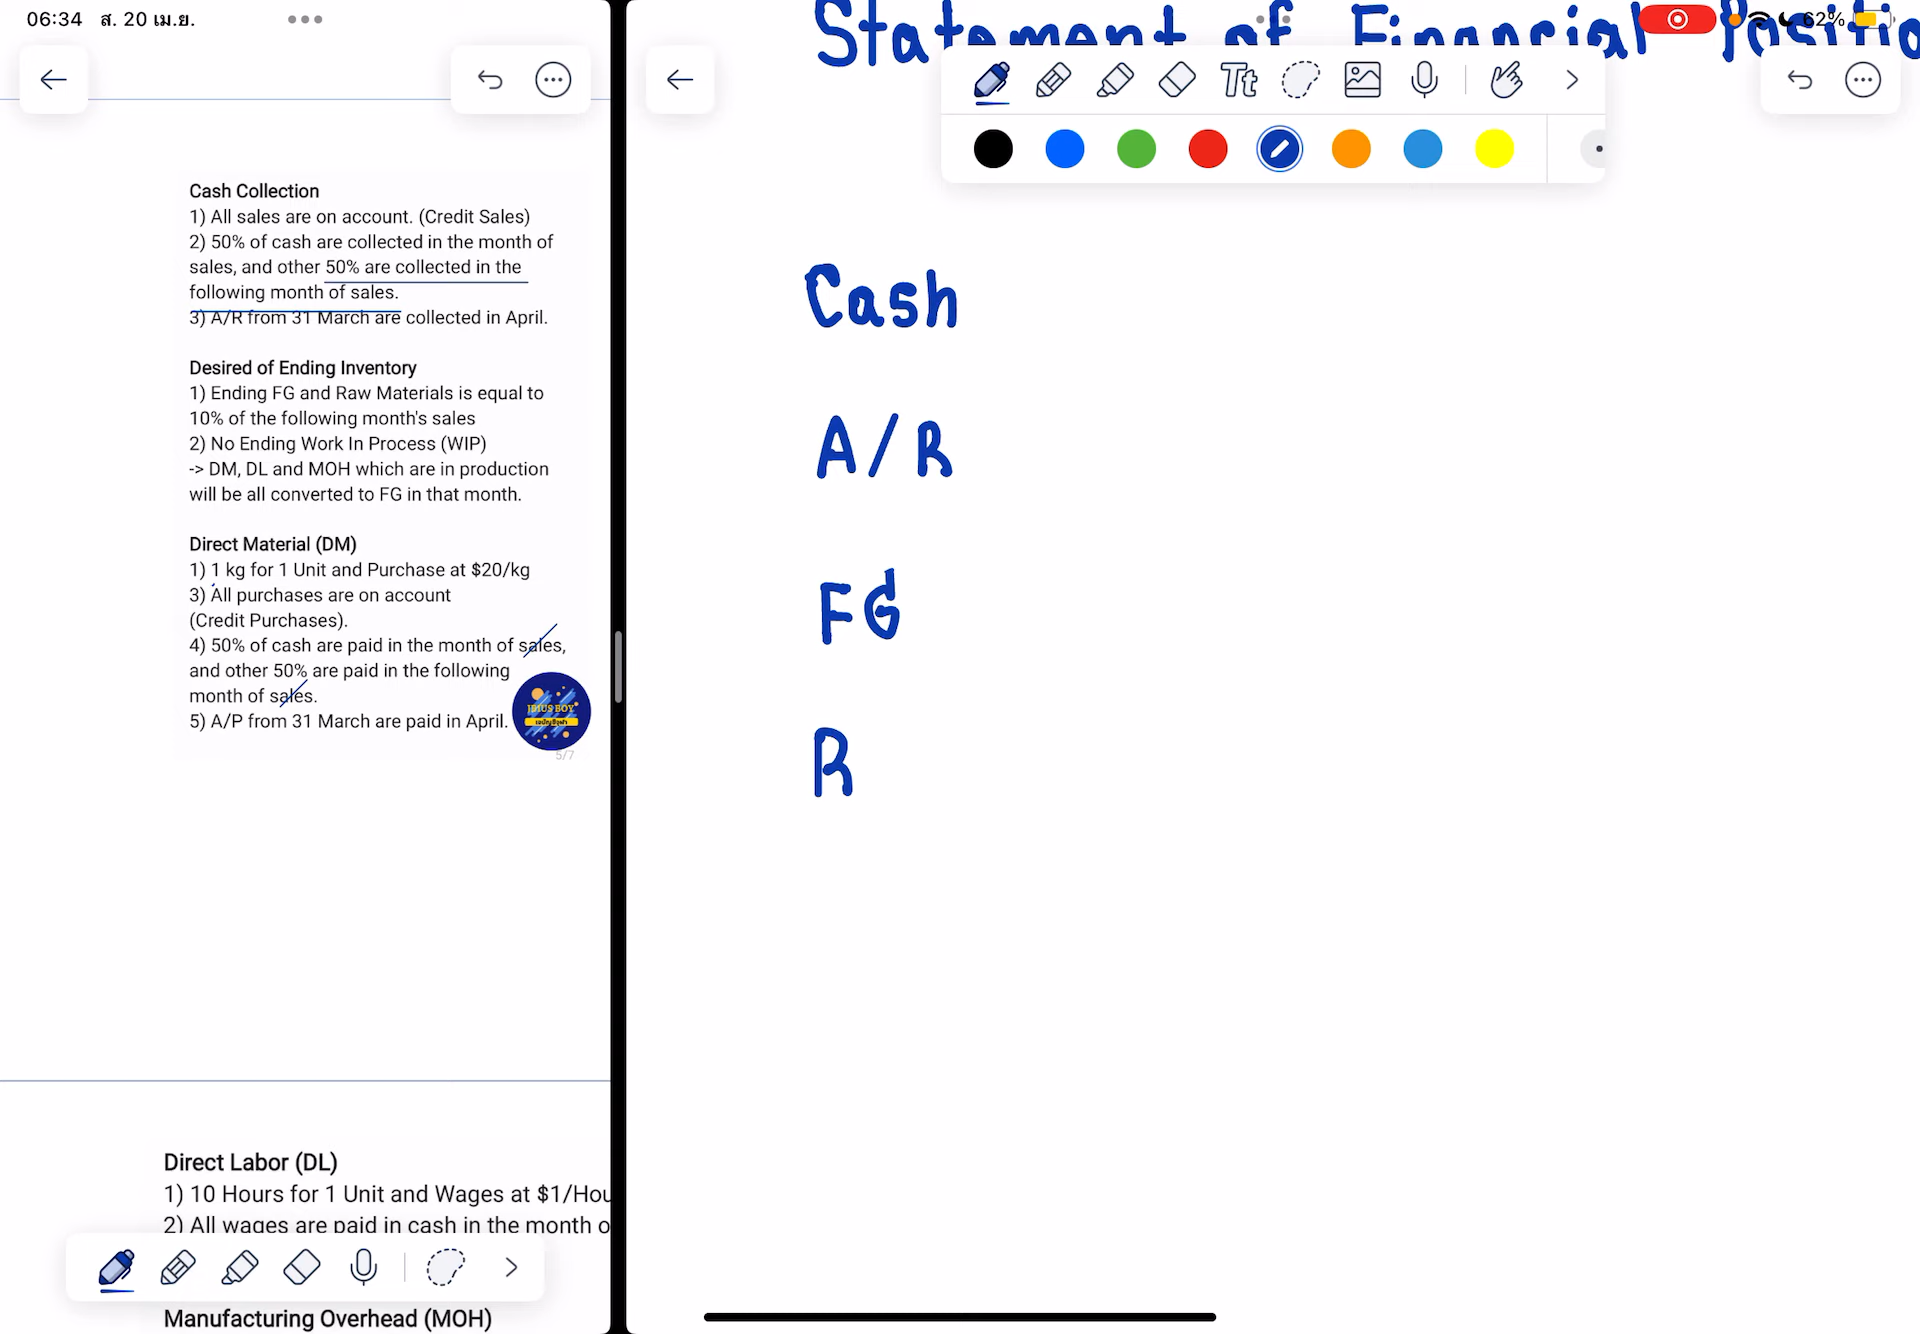 06:34 ส. 20 เม.ย.
62%
Cash Collection
1) All sales are on account. (Credit Sales)
2) 50% of cash are collected in the month of
sales, and other 50% are collected in the
following month of sales.
3) A/R from 31 March are collected in April.
Desired of Ending Inventory
1) Ending FG and Raw Materials is equal to
10% of the following month's sales
2) No Ending Work In Process (WIP)
-> DM, DL and MOH which are in production
will be all converted to FG in that month.
Direct Material (DM)
1) 1 kg for 1 Unit and Purchase at $20/kg
3) All purchases are on account
(Credit Purchases).
4) 50% of cash are paid in the month of sales,
and other 50% are paid in the following
month of sales.
5) A/P from 31 March are paid in April.
5/7
Direct Labor (DL)
1) 10 Hours for 1 Unit and Wages at $1/Hou
2) All wages are paid in cash in the month o
Manufacturing Overhead (MOH)
Statement of Financial Positio
Tt
Cash
A/R
FG
R